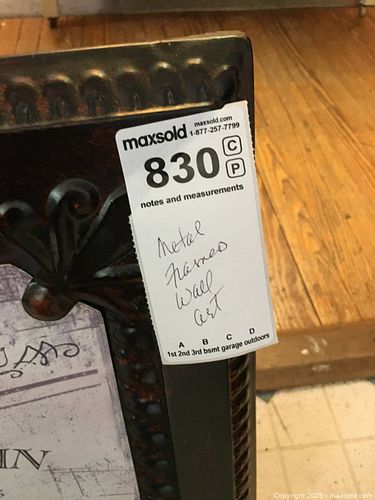 maxsold maxsold.com
1-877-257-7799
830 C
P
notes and measurements
Metal
Framed
Wall
art
A B C D
1st 2nd 3rd bsmt garage outdoors
IN
Copyright 2025 - maxsold.com